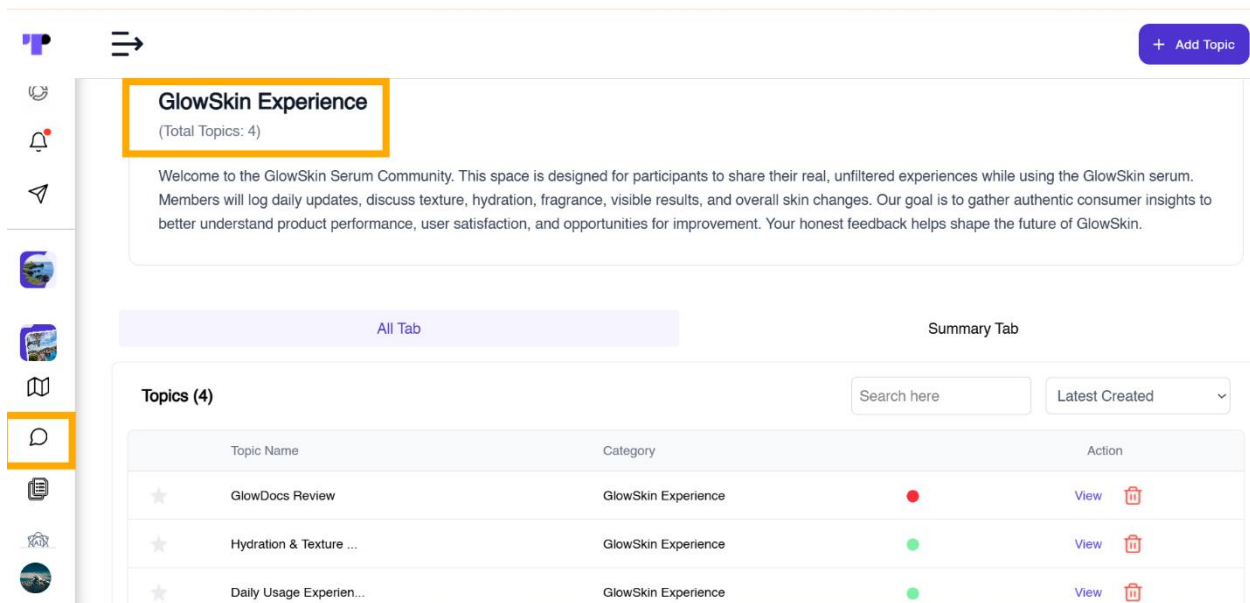 + Add Topic
GlowSkin Experience
(Total Topics: 4)
Welcome to the GlowSkin Serum Community. This space is designed for participants to share their real, unfiltered experiences while using the GlowSkin serum.
Members will log daily updates, discuss texture, hydration, fragrance, visible results, and overall skin changes. Our goal is to gather authentic consumer insights to
better understand product performance, user satisfaction, and opportunities for improvement. Your honest feedback helps shape the future of GlowSkin.
All Tab Summary Tab
Topics (4) Search here Latest Created
Topic Name Category Action
GlowDocs Review GlowSkin Experience View
Hydration & Texture ... GlowSkin Experience View
Daily Usage Experien... GlowSkin Experience View